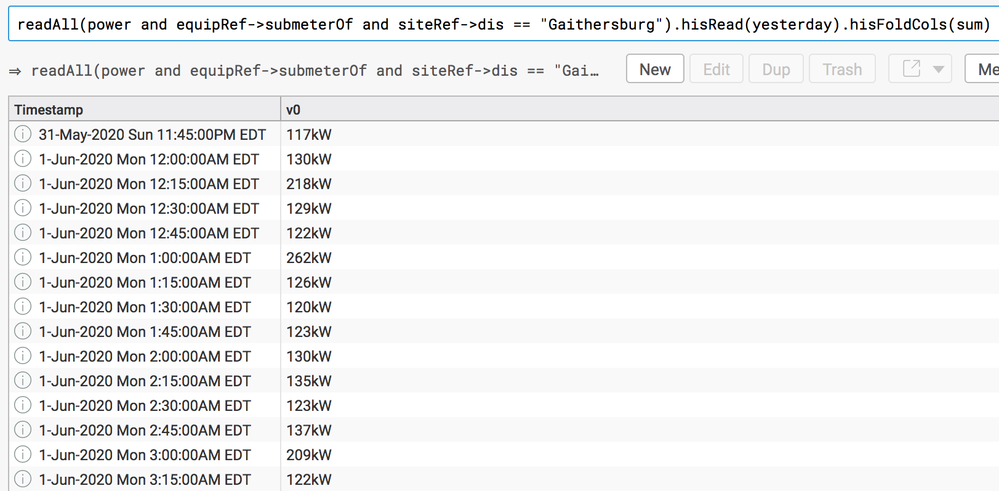 readAll(power and equipRef->submeterOf and siteRef->dis == "Gaithersburg").hisRead(yesterday).hisFoldCols(sum)
⇒ readAll(power and equipRef->submeterOf and siteRef->dis == "Gai… New Edit Dup Trash Me
Timestamp v0
31-May-2020 Sun 11:45:00PM EDT 117kW
1-Jun-2020 Mon 12:00:00AM EDT 130kW
1-Jun-2020 Mon 12:15:00AM EDT 218kW
1-Jun-2020 Mon 12:30:00AM EDT 129kW
1-Jun-2020 Mon 12:45:00AM EDT 122kW
1-Jun-2020 Mon 1:00:00AM EDT 262kW
1-Jun-2020 Mon 1:15:00AM EDT 126kW
1-Jun-2020 Mon 1:30:00AM EDT 120kW
1-Jun-2020 Mon 1:45:00AM EDT 123kW
1-Jun-2020 Mon 2:00:00AM EDT 130kW
1-Jun-2020 Mon 2:15:00AM EDT 135kW
1-Jun-2020 Mon 2:30:00AM EDT 123kW
1-Jun-2020 Mon 2:45:00AM EDT 137kW
1-Jun-2020 Mon 3:00:00AM EDT 209kW
1-Jun-2020 Mon 3:15:00AM EDT 122kW